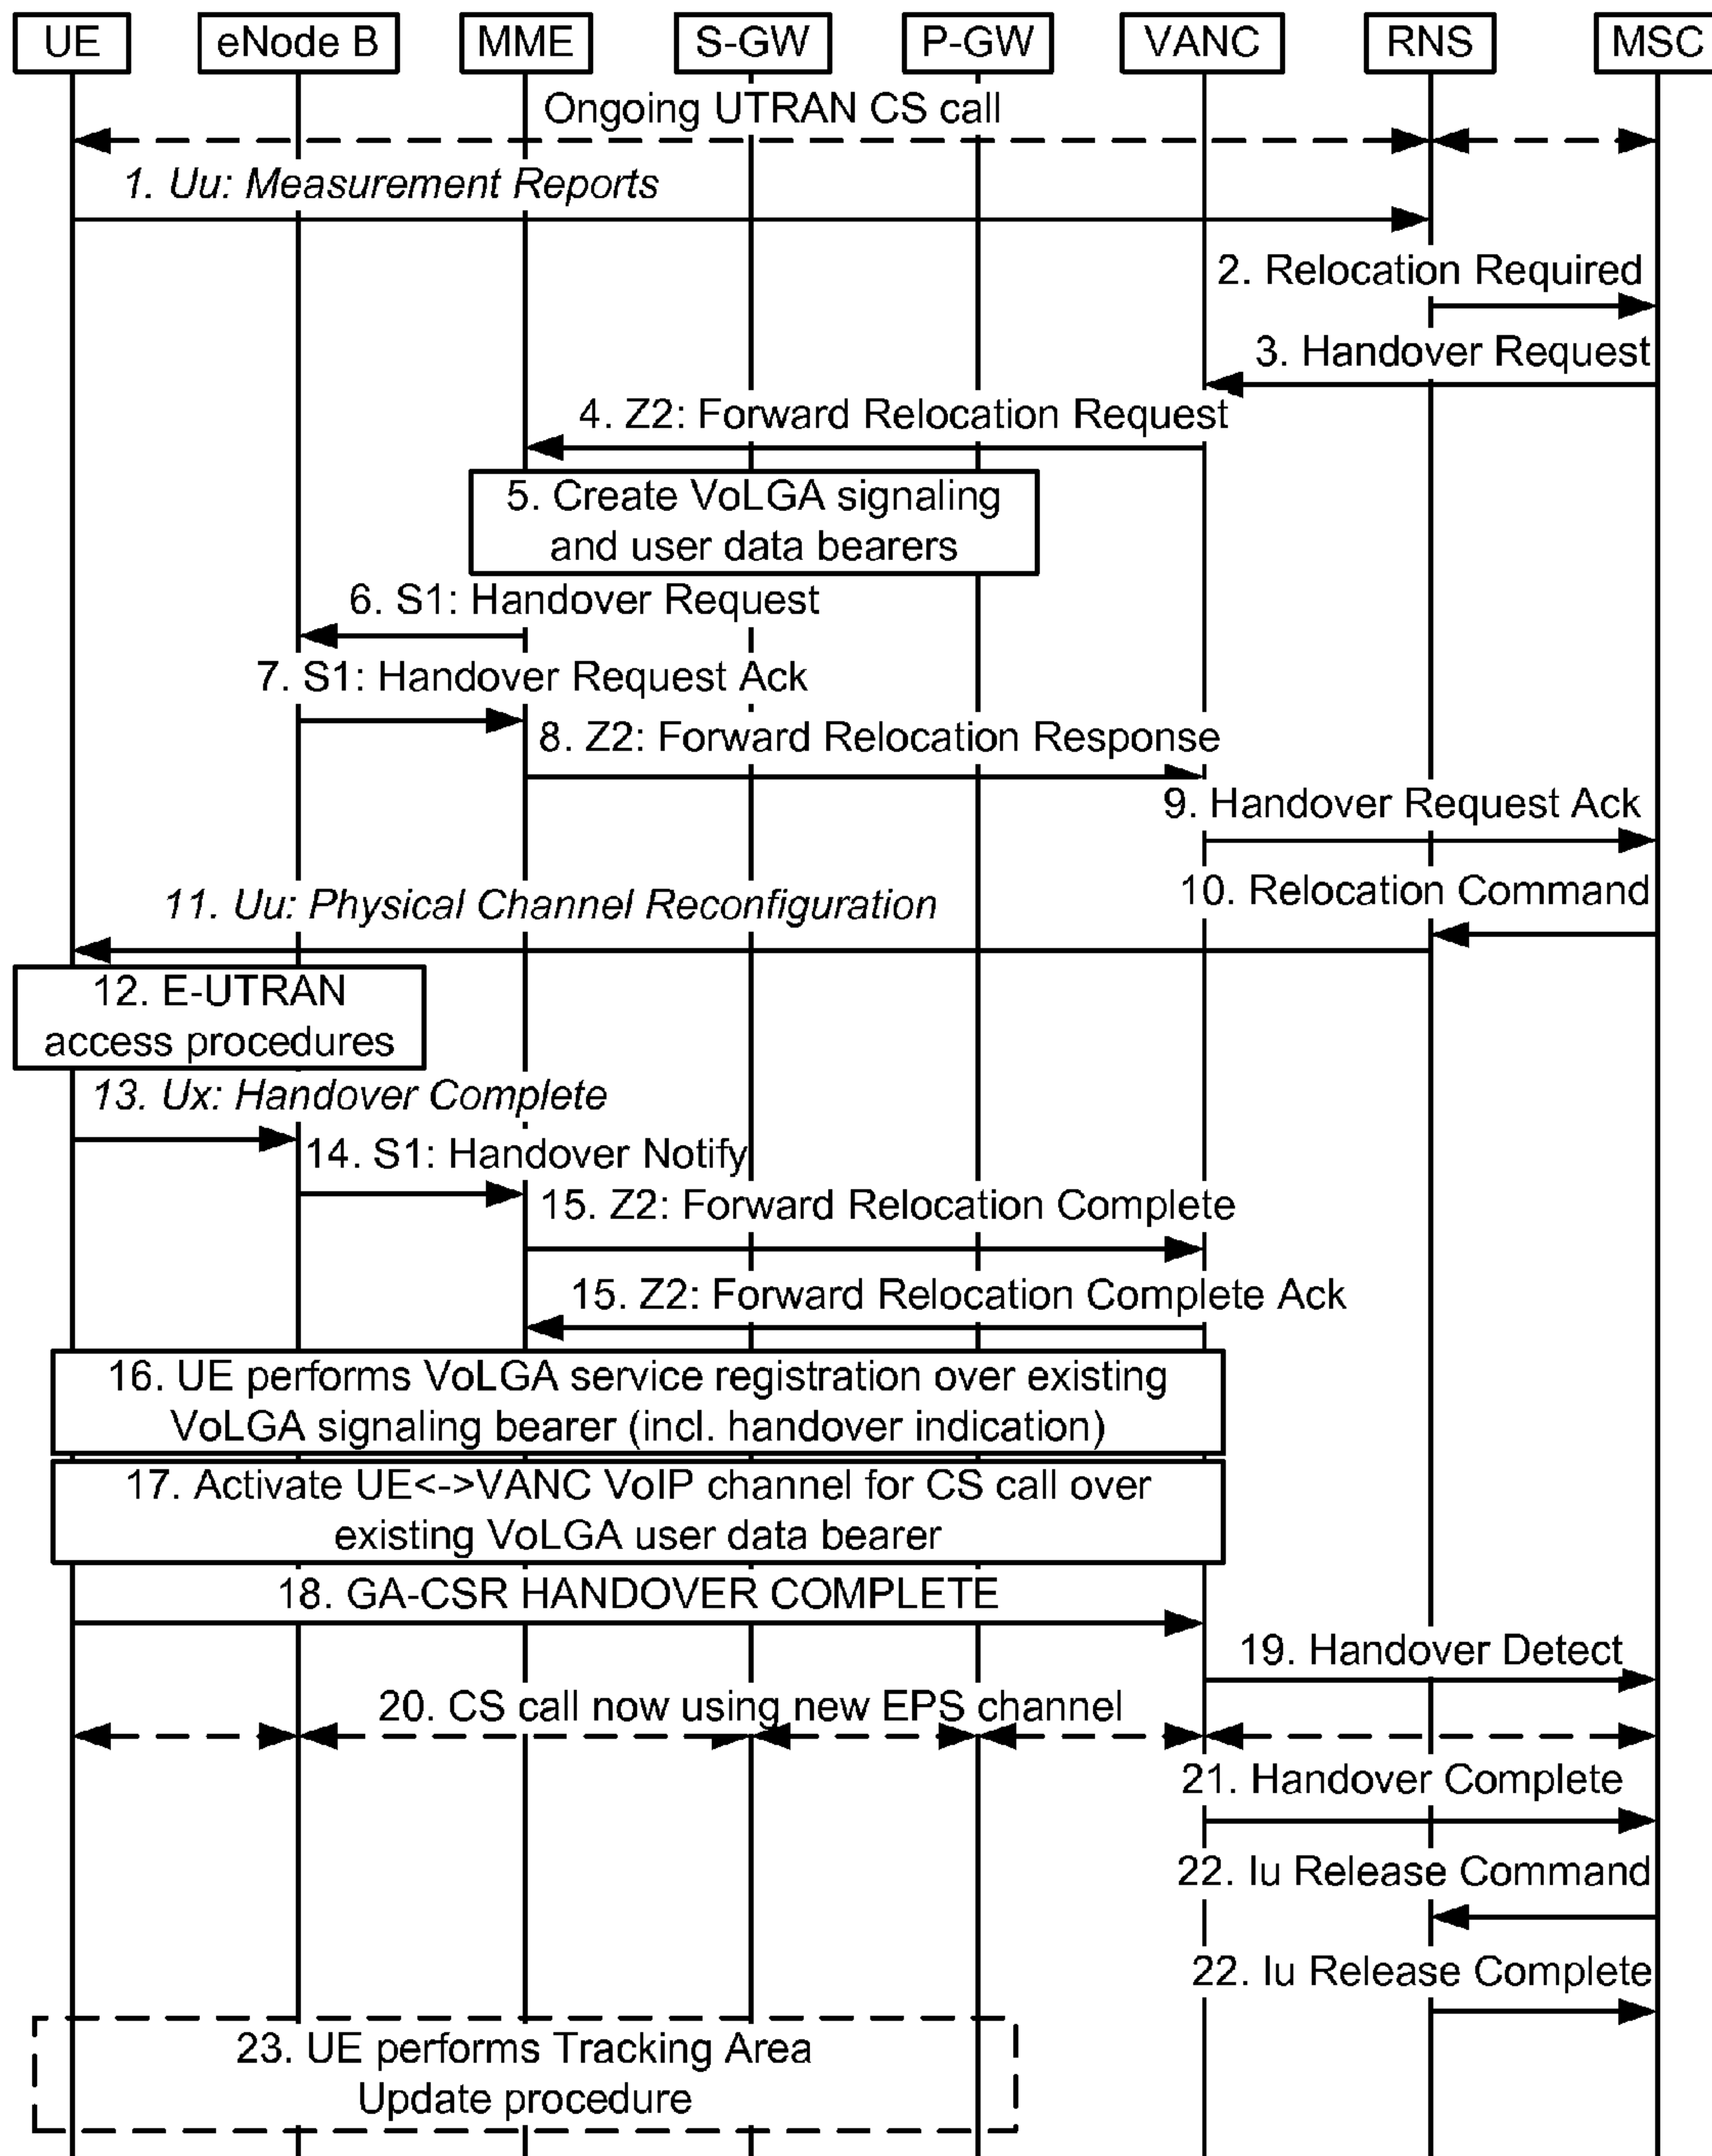 UE
eNode B
MME
S-GW
P-GW
VANC
RNS
MSC
Ongoing UTRAN CS call
1. Uu: Measurement Reports
2. Relocation Required
3. Handover Request
4. Z2: Forward Relocation Request
5. Create VoLGA signaling
and user data bearers
6. S1: Handover Request
7. S1: Handover Request Ack
8. Z2: Forward Relocation Response
9. Handover Request Ack
10. Relocation Command
11. Uu: Physical Channel Reconfiguration
12. E-UTRAN
access procedures
13. Ux: Handover Complete
14. S1: Handover Notify
15. Z2: Forward Relocation Complete
15. Z2: Forward Relocation Complete Ack
16. UE performs VoLGA service registration over existing
VoLGA signaling bearer (incl. handover indication)
17. Activate UE<->VANC VoIP channel for CS call over
existing VoLGA user data bearer
18. GA-CSR HANDOVER COMPLETE
19. Handover Detect
20. CS call now using new EPS channel
21. Handover Complete
22. Iu Release Command
22. Iu Release Complete
23. UE performs Tracking Area
Update procedure